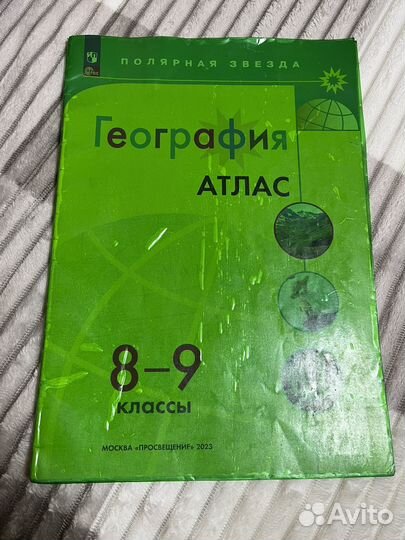 ПОЛЯРНАЯ ЗВЕЗДА
География
АТЛАС
8–9
КЛАССЫ
МОСКВА «ПРОСВЕЩЕНИЕ» 2023
Avito